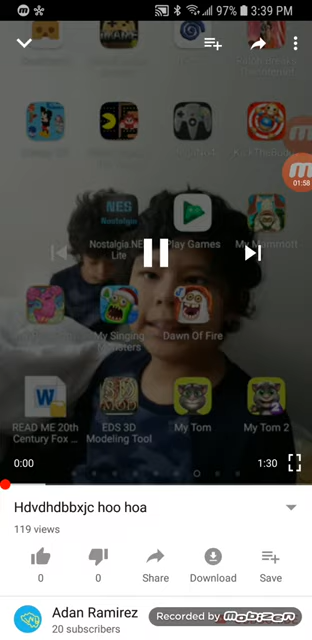 97% 3:39 PM
01:58
NES
Nostalgia.NES
Lite
Play Games
My Mammott
My Singing
Monsters
Dawn Of Fire
W
READ ME 20th
Century Fox ...
EDS 3D
Modeling Tool
My Tom
My Tom 2
0:00
1:30
Hdvdhdbbxjc hoo hoa
119 views
0
0
Share
Download
Save
Adan Ramirez
20 subscribers
Recorded by mobizen